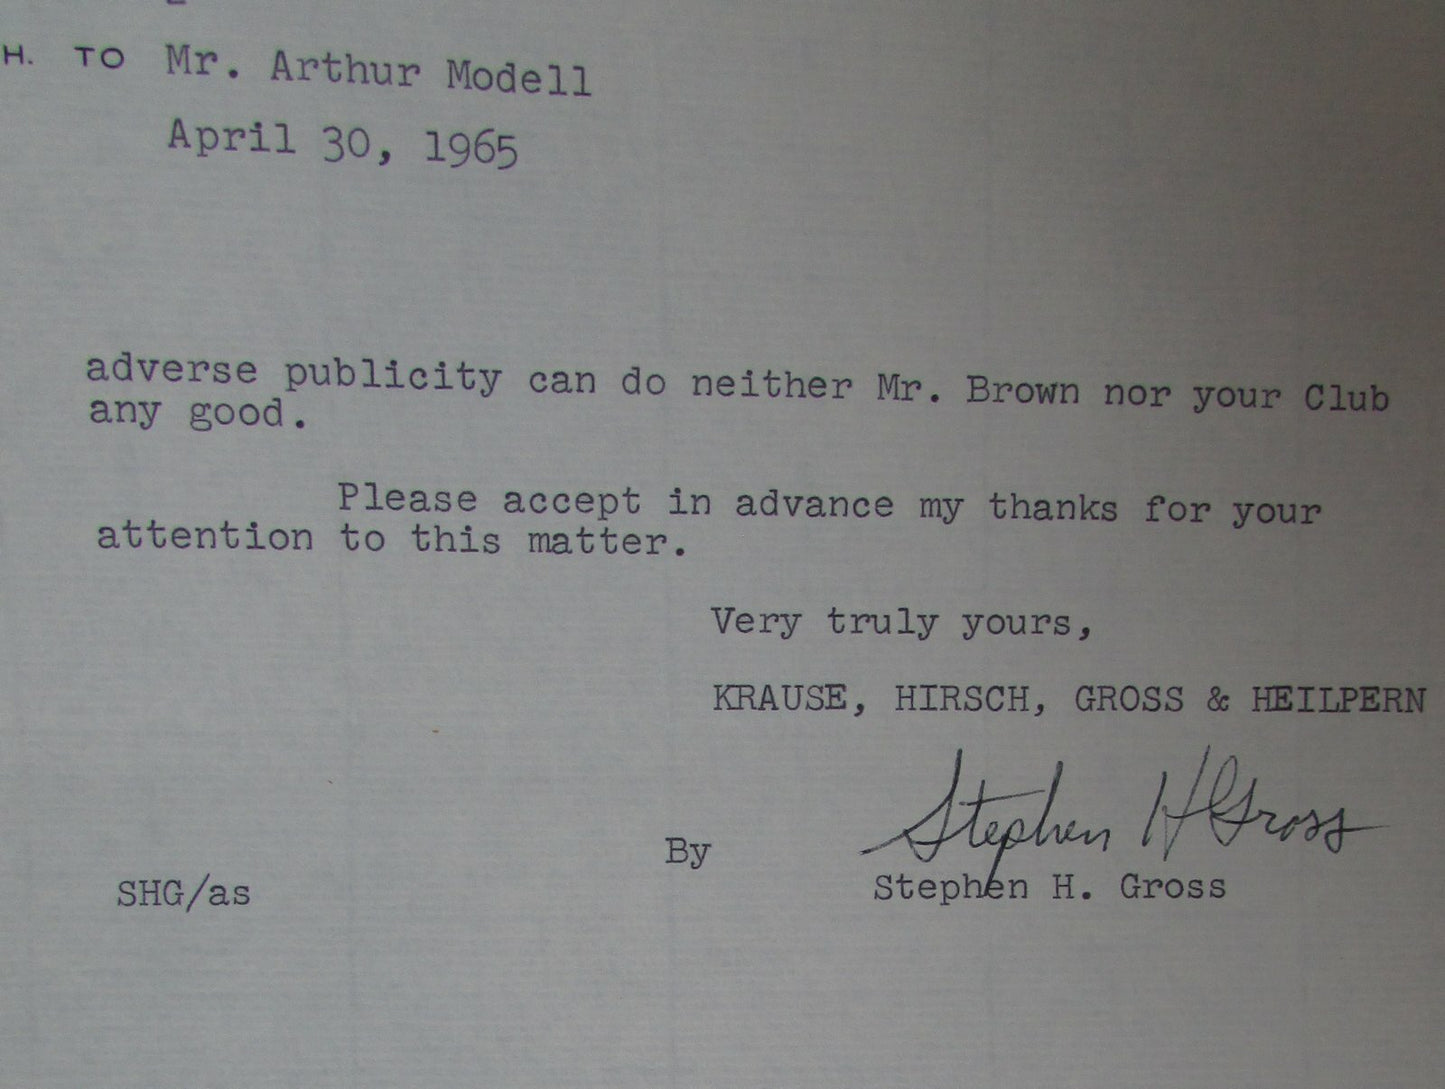 H. TO Mr. Arthur Modell
April 30, 1965
adverse publicity can do neither Mr. Brown nor your Club
any good.
Please accept in advance my thanks for your
attention to this matter.
Very truly yours,
KRAUSE, HIRSCH, GROSS & HEILPERN
Stephen H Gross
By
Stephen H. Gross
SHG/as